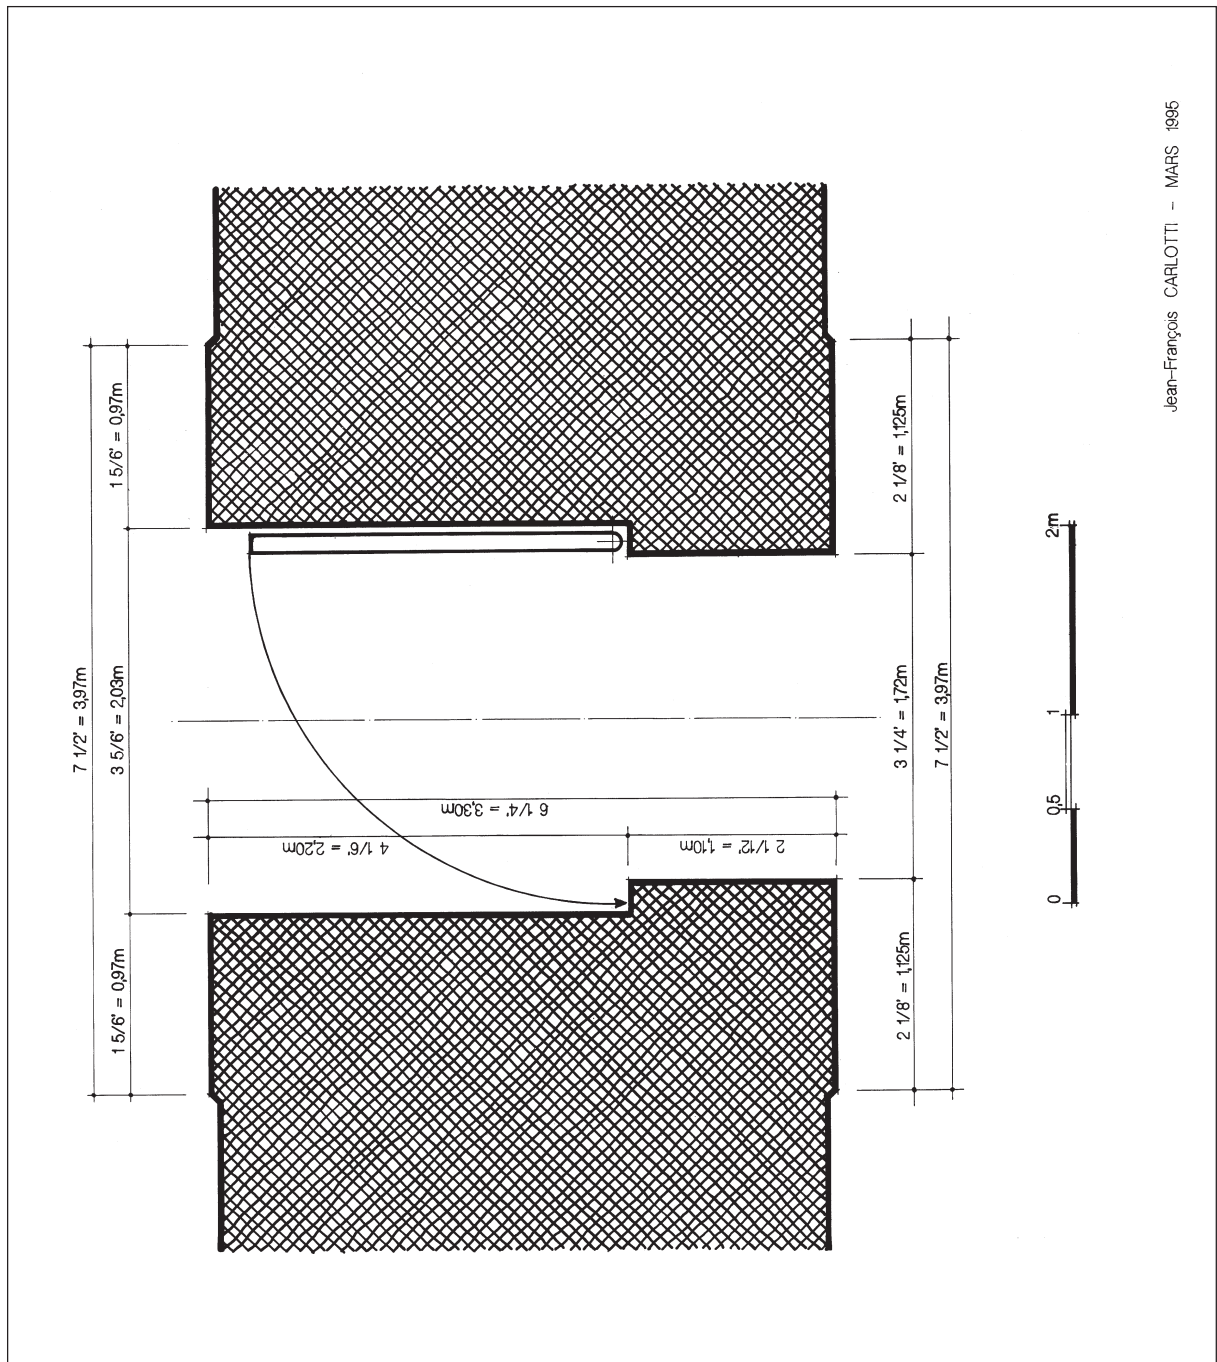 Jean-François CARLOTTI - MARS 1995
7 1/2' = 3,97m
1 5/6' = 0,97m
3 5/6' = 2,03m
1 5/6' = 0,97m
6 1/4' = 3,30m
4 1/6' = 2,20m
2 1/12' = 1,10m
2 1/8' = 1,125m
3 1/4' = 1,72m
2 1/8' = 1,125m
7 1/2' = 3,97m
0 0,5 1 2m